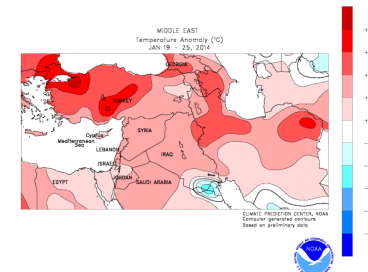 MIDDLE EAST
Temperature Anomaly (°C)
JAN 19 - 25, 2014
GEORGIA
TURKEY
Cyprus
Mediterranean
Sea
SYRIA
LEBANON
ISRAEL
IRAQ
JORDAN
EGYPT
SAUDI ARABIA
CLIMATE PREDICTION CENTER, NOAA
Computer generated contours
Based on preliminary data
NOAA